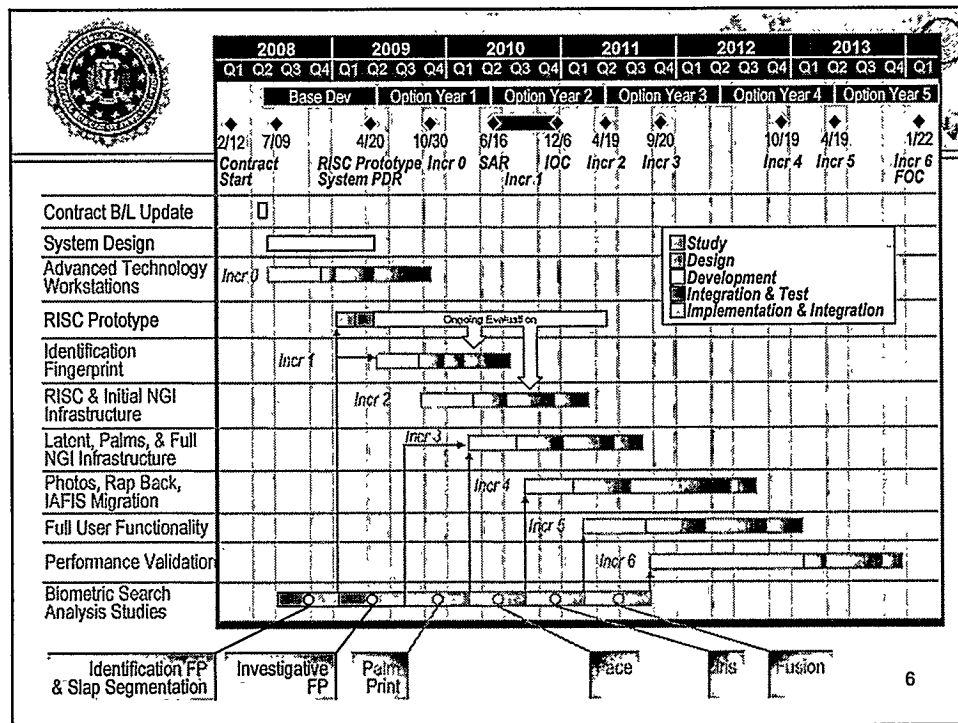 2008 2009 2010 2011 2012 2013
Q1 Q2 Q3 Q4 Q1 Q2 Q3 Q4 Q1 Q2 Q3 Q4 Q1 Q2 Q3 Q4 Q1 Q2 Q3 Q4 Q1 Q2 Q3 Q4 Q1
Base Dev Option Year 1 Option Year 2 Option Year 3 Option Year 4 Option Year 5
2/12 7/09 4/20 10/30 6/16 12/6 4/19 9/20 10/19 4/19 1/22
Contract Start
RISC Prototype
System PDR
Incr 0
SAR
Incr 1
IOC
Incr 2
Incr 3
Incr 4
Incr 5
Incr 6
FOC
Contract B/L Update
System Design
Study
Design
Development
Integration & Test
Implementation & Integration
Advanced Technology
Workstations
Incr 0
RISC Prototype
Ongoing Evaluation
Identification
Fingerprint
Incr 1
RISC & Initial NGI
Infrastructure
Incr 2
Latent, Palms, & Full
NGI Infrastructure
Incr 3
Photos, Rap Back,
IAFIS Migration
Incr 4
Full User Functionality
Incr 5
Performance Validation
Incr 6
Biometric Search
Analysis Studies
Identification FP
& Slap Segmentation
Investigative
FP
Palm
Print
Face
Iris
Fusion
6